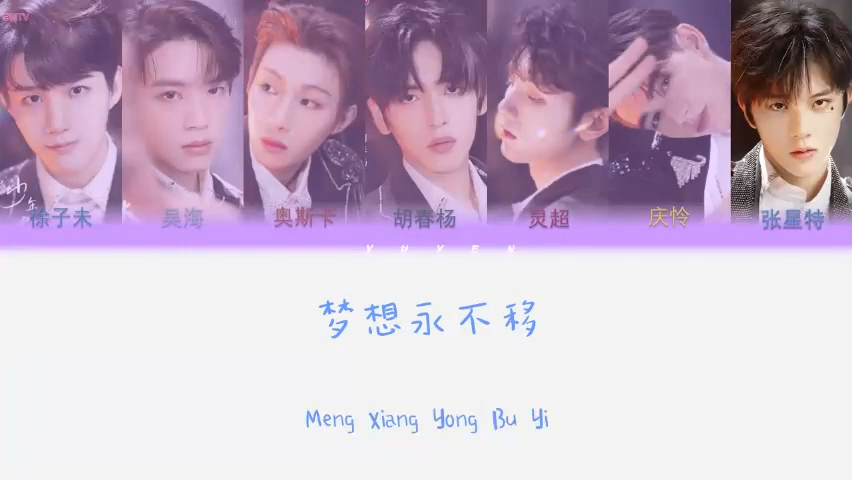 徐子未 吴海 奥斯卡 胡春杨 灵超 庆怜 张星特
YUYEN
梦想永不移
Meng Xiang Yong Bu Yi